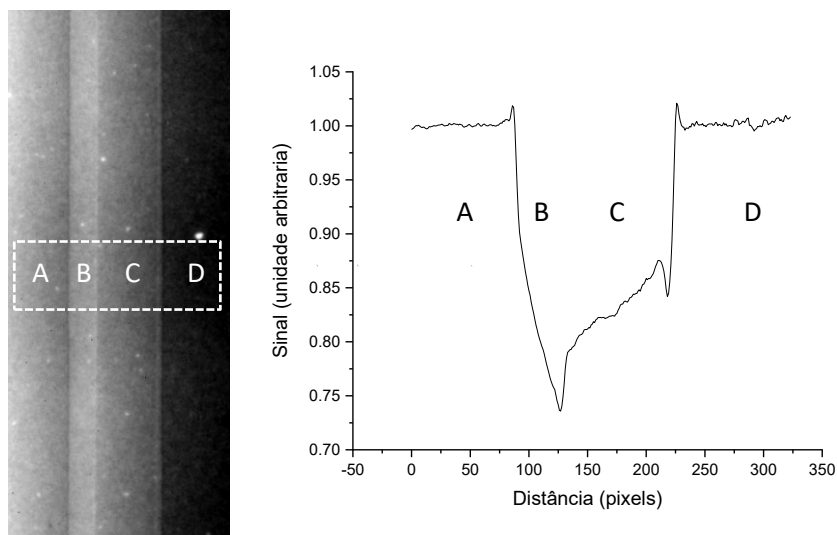 A B C D
1.05
1.00
0.95
0.90
0.85
0.80
0.75
0.70
Sinal (unidade arbitraria)
A B C D
-50 0 50 100 150 200 250 300 350
Distância (pixels)